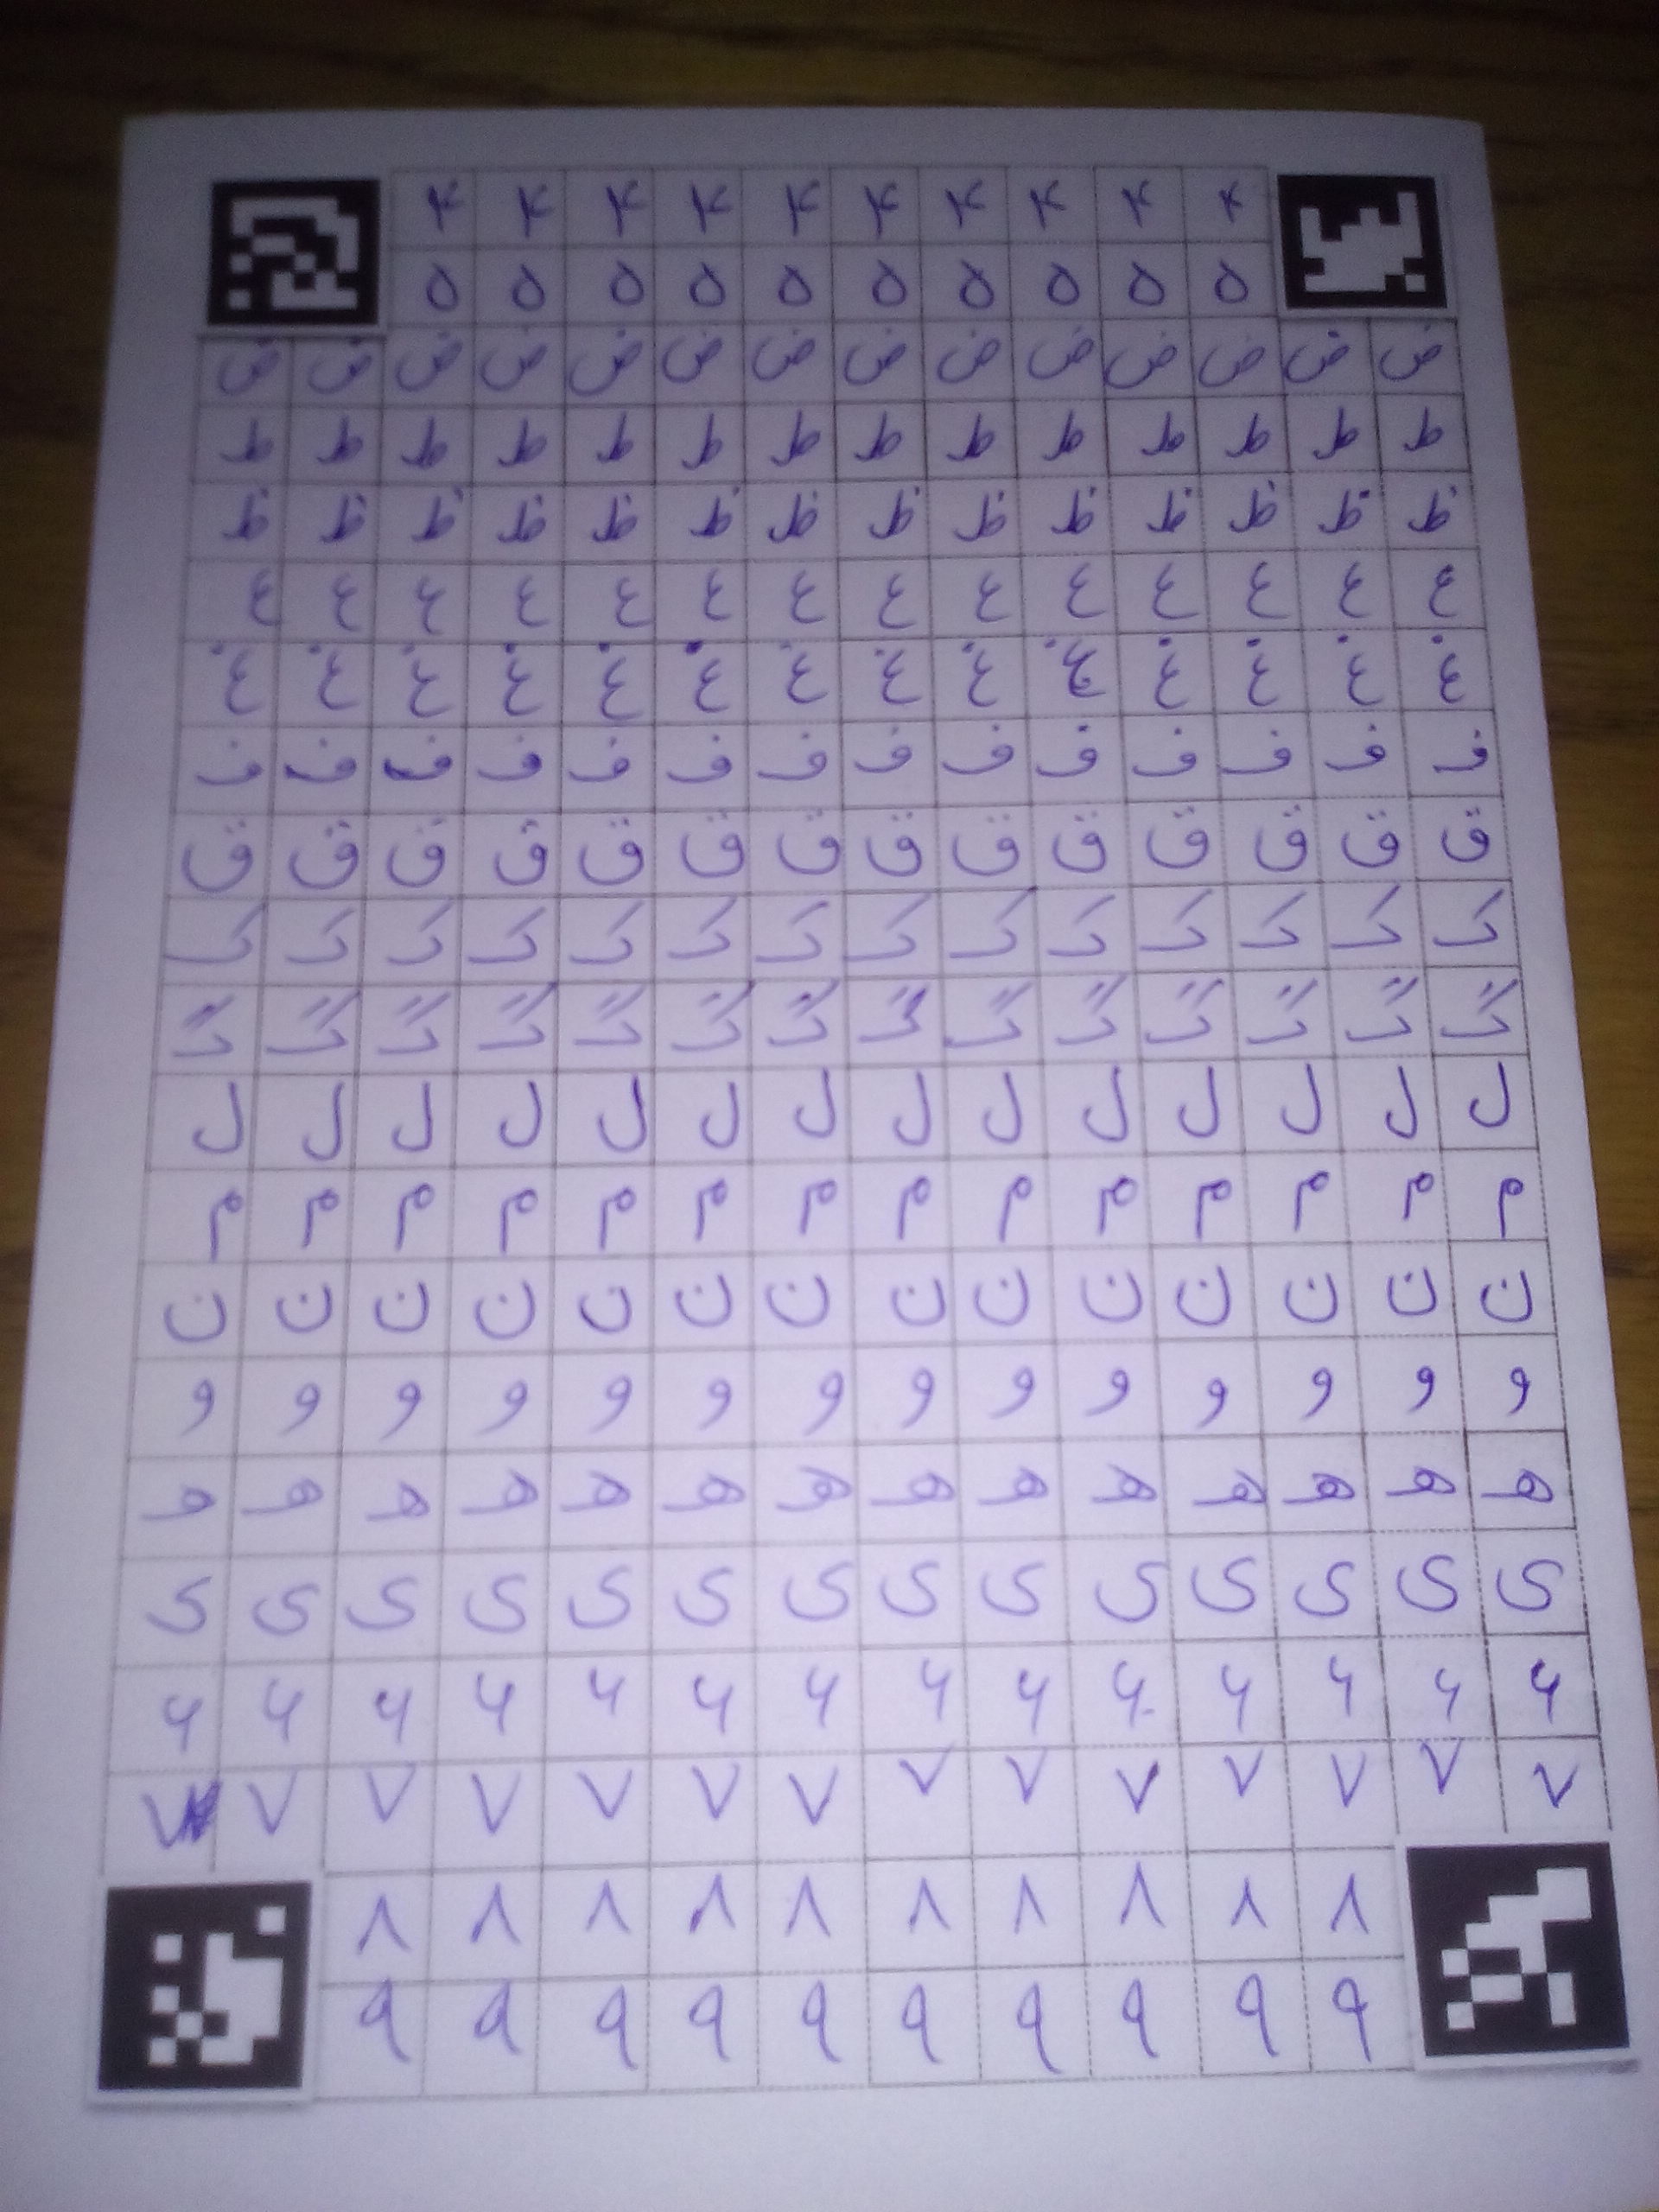 ۴ ۴ ۴ ۴ ۴ ۴ ۴ ۴ ۴ ۴
۵ ۵ ۵ ۵ ۵ ۵ ۵ ۵ ۵ ۵
ض ض ض ض ض ض ض ض ض ض ض ض ض ض
ط ط ط ط ط ط ط ط ط ط ط ط ط ط
ظ ظ ظ ظ ظ ظ ظ ظ ظ ظ ظ ظ ظ ظ
ع ع ع ع ع ع ع ع ع ع ع ع ع ع
غ غ غ غ غ غ غ غ غ غ غ غ غ غ
ف ف ف ف ف ف ف ف ف ف ف ف ف ف
ق ق ق ق ق ق ق ق ق ق ق ق ق ق
ک ک ک ک ک ک ک ک ک ک ک ک ک ک
گ گ گ گ گ گ گ گ گ گ گ گ گ گ
ل ل ل ل ل ل ل ل ل ل ل ل ل ل
م م م م م م م م م م م م م م
ن ن ن ن ن ن ن ن ن ن ن ن ن ن
و و و و و و و و و و و و و و
ه ه ه ه ه ه ه ه ه ه ه ه ه ه
ی ی ی ی ی ی ی ی ی ی ی ی ی ی
۶ ۶ ۶ ۶ ۶ ۶ ۶ ۶ ۶ ۶ ۶ ۶ ۶ ۶
۷ ۷ ۷ ۷ ۷ ۷ ۷ ۷ ۷ ۷ ۷ ۷ ۷ ۷
۸ ۸ ۸ ۸ ۸ ۸ ۸ ۸ ۸ ۸
۹ ۹ ۹ ۹ ۹ ۹ ۹ ۹ ۹ ۹